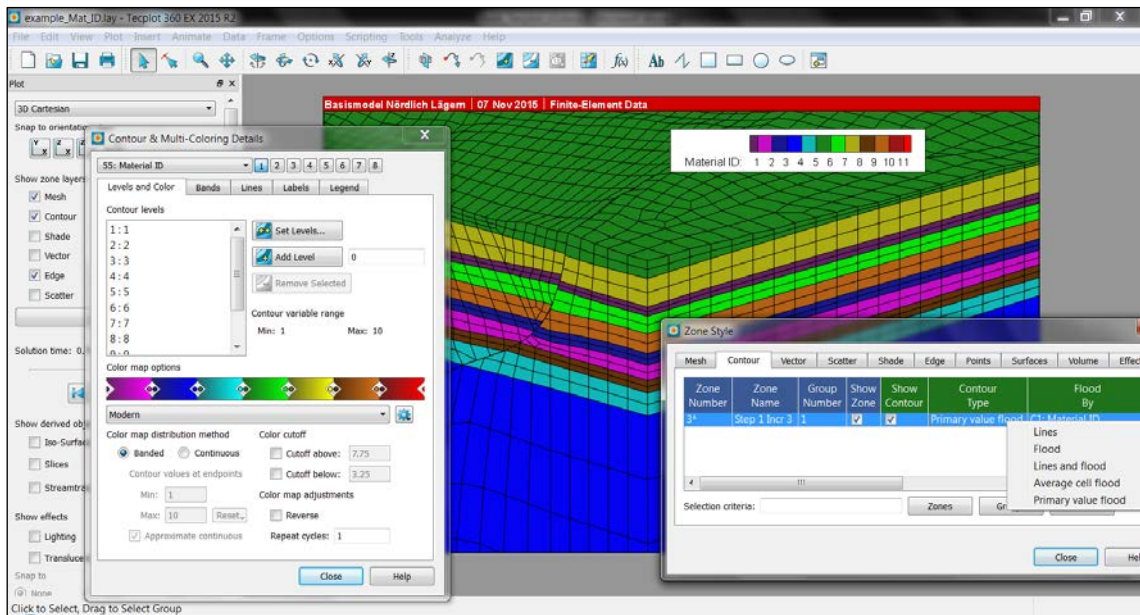 example_Mat_ID.lay - Tecplot 360 EX 2015 R2
File Edit View Plot Insert Animate Data Frame Options Scripting Tools Analyze Help
Ab
Plot
3D Cartesian
Snap to orientatio
Show zone layers
Mesh
Contour
Shade
Vector
Edge
Scatter
Solution time: 0.
Show derived obj
Iso-Surfac
Slices
Streamtra
Show effects
Lighting
Transluce
Snap to
None
Click to Select, Drag to Select Group
Basismodel Nördlich Lägern | 07 Nov 2015 | Finite-Element Data
Material ID: 1 2 3 4 5 6 7 8 9 10 11
Contour & Multi-Coloring Details
55: Material ID
1 2 3 4 5 6 7 8
Levels and Color Bands Lines Labels Legend
Contour levels
1:1
2:2
3:3
4:4
5:5
6:6
7:7
8:8
Set Levels...
Add Level 0
Remove Selected
Contour variable range
Min: 1 Max: 10
Color map options
Modern
Color map distribution method
Banded Continuous
Contour values at endpoints
Min: 1
Max: 10 Reset
Approximate continuous
Color cutoff
Cutoff above: 7.75
Cutoff below: 3.25
Color map adjustments
Reverse
Repeat cycles: 1
Close Help
Zone Style
Mesh Contour Vector Scatter Shade Edge Points Surfaces Volume Effec
Zone Number Zone Name Group Number Show Zone Show Contour Contour Type Flood By
3* Step 1 Incr 3 1 Primary value flood C1: Material ID
Lines
Flood
Lines and flood
Average cell flood
Primary value flood
Selection criteria:
Zones
Close Hel